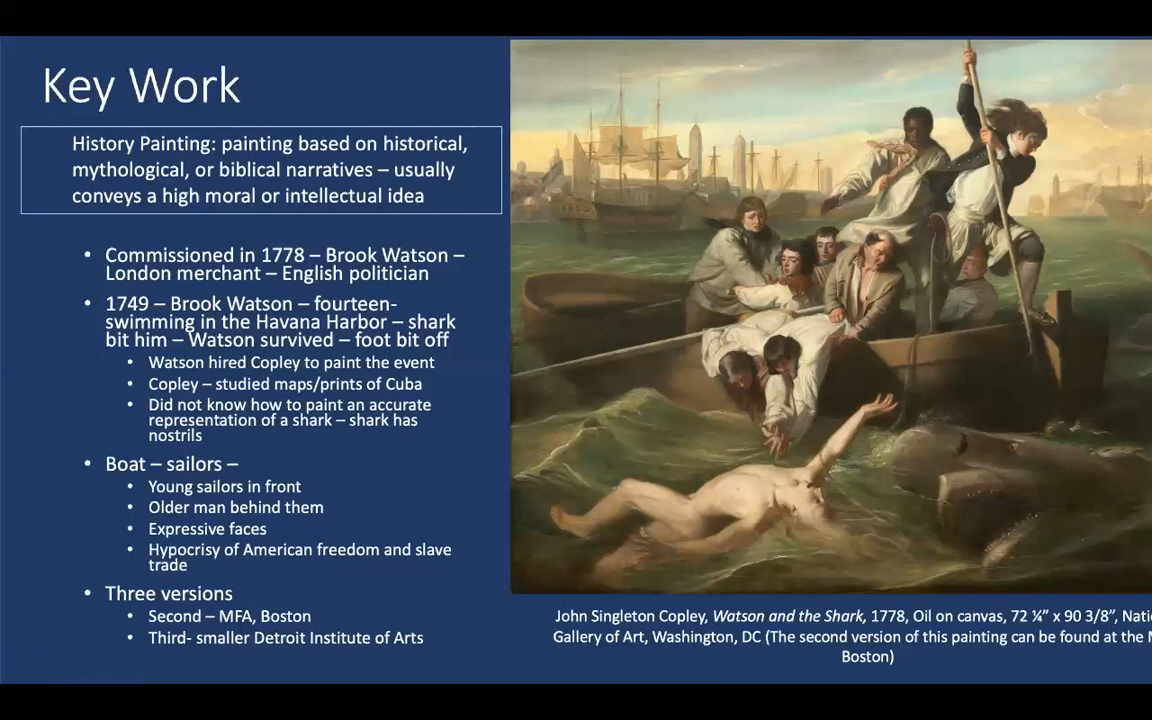 Key Work
History Painting: painting based on historical,
mythological, or biblical narratives – usually
conveys a high moral or intellectual idea
• Commissioned in 1778 – Brook Watson –
London merchant – English politician
• 1749 – Brook Watson – fourteen-
swimming in the Havana Harbor – shark
bit him – Watson survived – foot bit off
• Watson hired Copley to paint the event
• Copley – studied maps/prints of Cuba
• Did not know how to paint an accurate
representation of a shark – shark has
nostrils
• Boat – sailors –
• Young sailors in front
• Older man behind them
• Expressive faces
• Hypocrisy of American freedom and slave
trade
• Three versions
• Second – MFA, Boston
• Third- smaller Detroit Institute of Arts
John Singleton Copley, Watson and the Shark, 1778, Oil on canvas, 72 ¼” x 90 3/8”,
Gallery of Art, Washington, DC (The second version of this painting can be found at the
Boston)